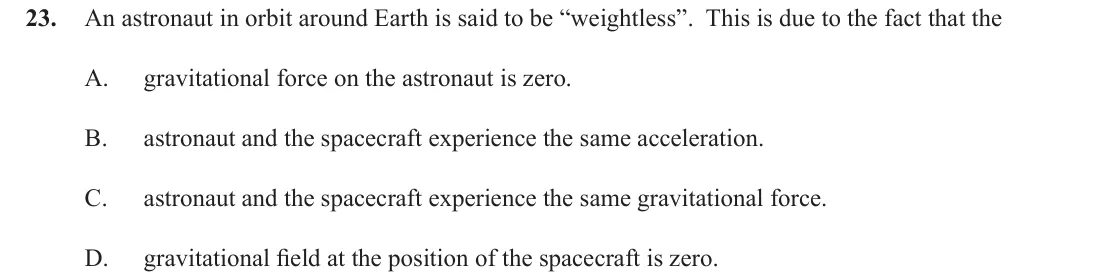 23. An astronaut in orbit around Earth is said to be “weightless”. This is due to the fact that the
A. gravitational force on the astronaut is zero.
B. astronaut and the spacecraft experience the same acceleration.
C. astronaut and the spacecraft experience the same gravitational force.
D. gravitational field at the position of the spacecraft is zero.